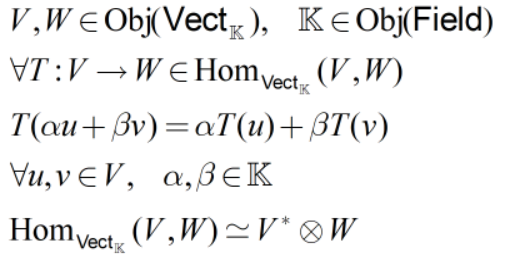 V,W∈Obj(Vect_𝕂), 𝕂∈Obj(Field)
∀T:V→W∈Hom_{Vect_𝕂}(V,W)
T(αu+βv)=αT(u)+βT(v)
∀u,v∈V, α,β∈𝕂
Hom_{Vect_𝕂}(V,W)≃V*⊗W